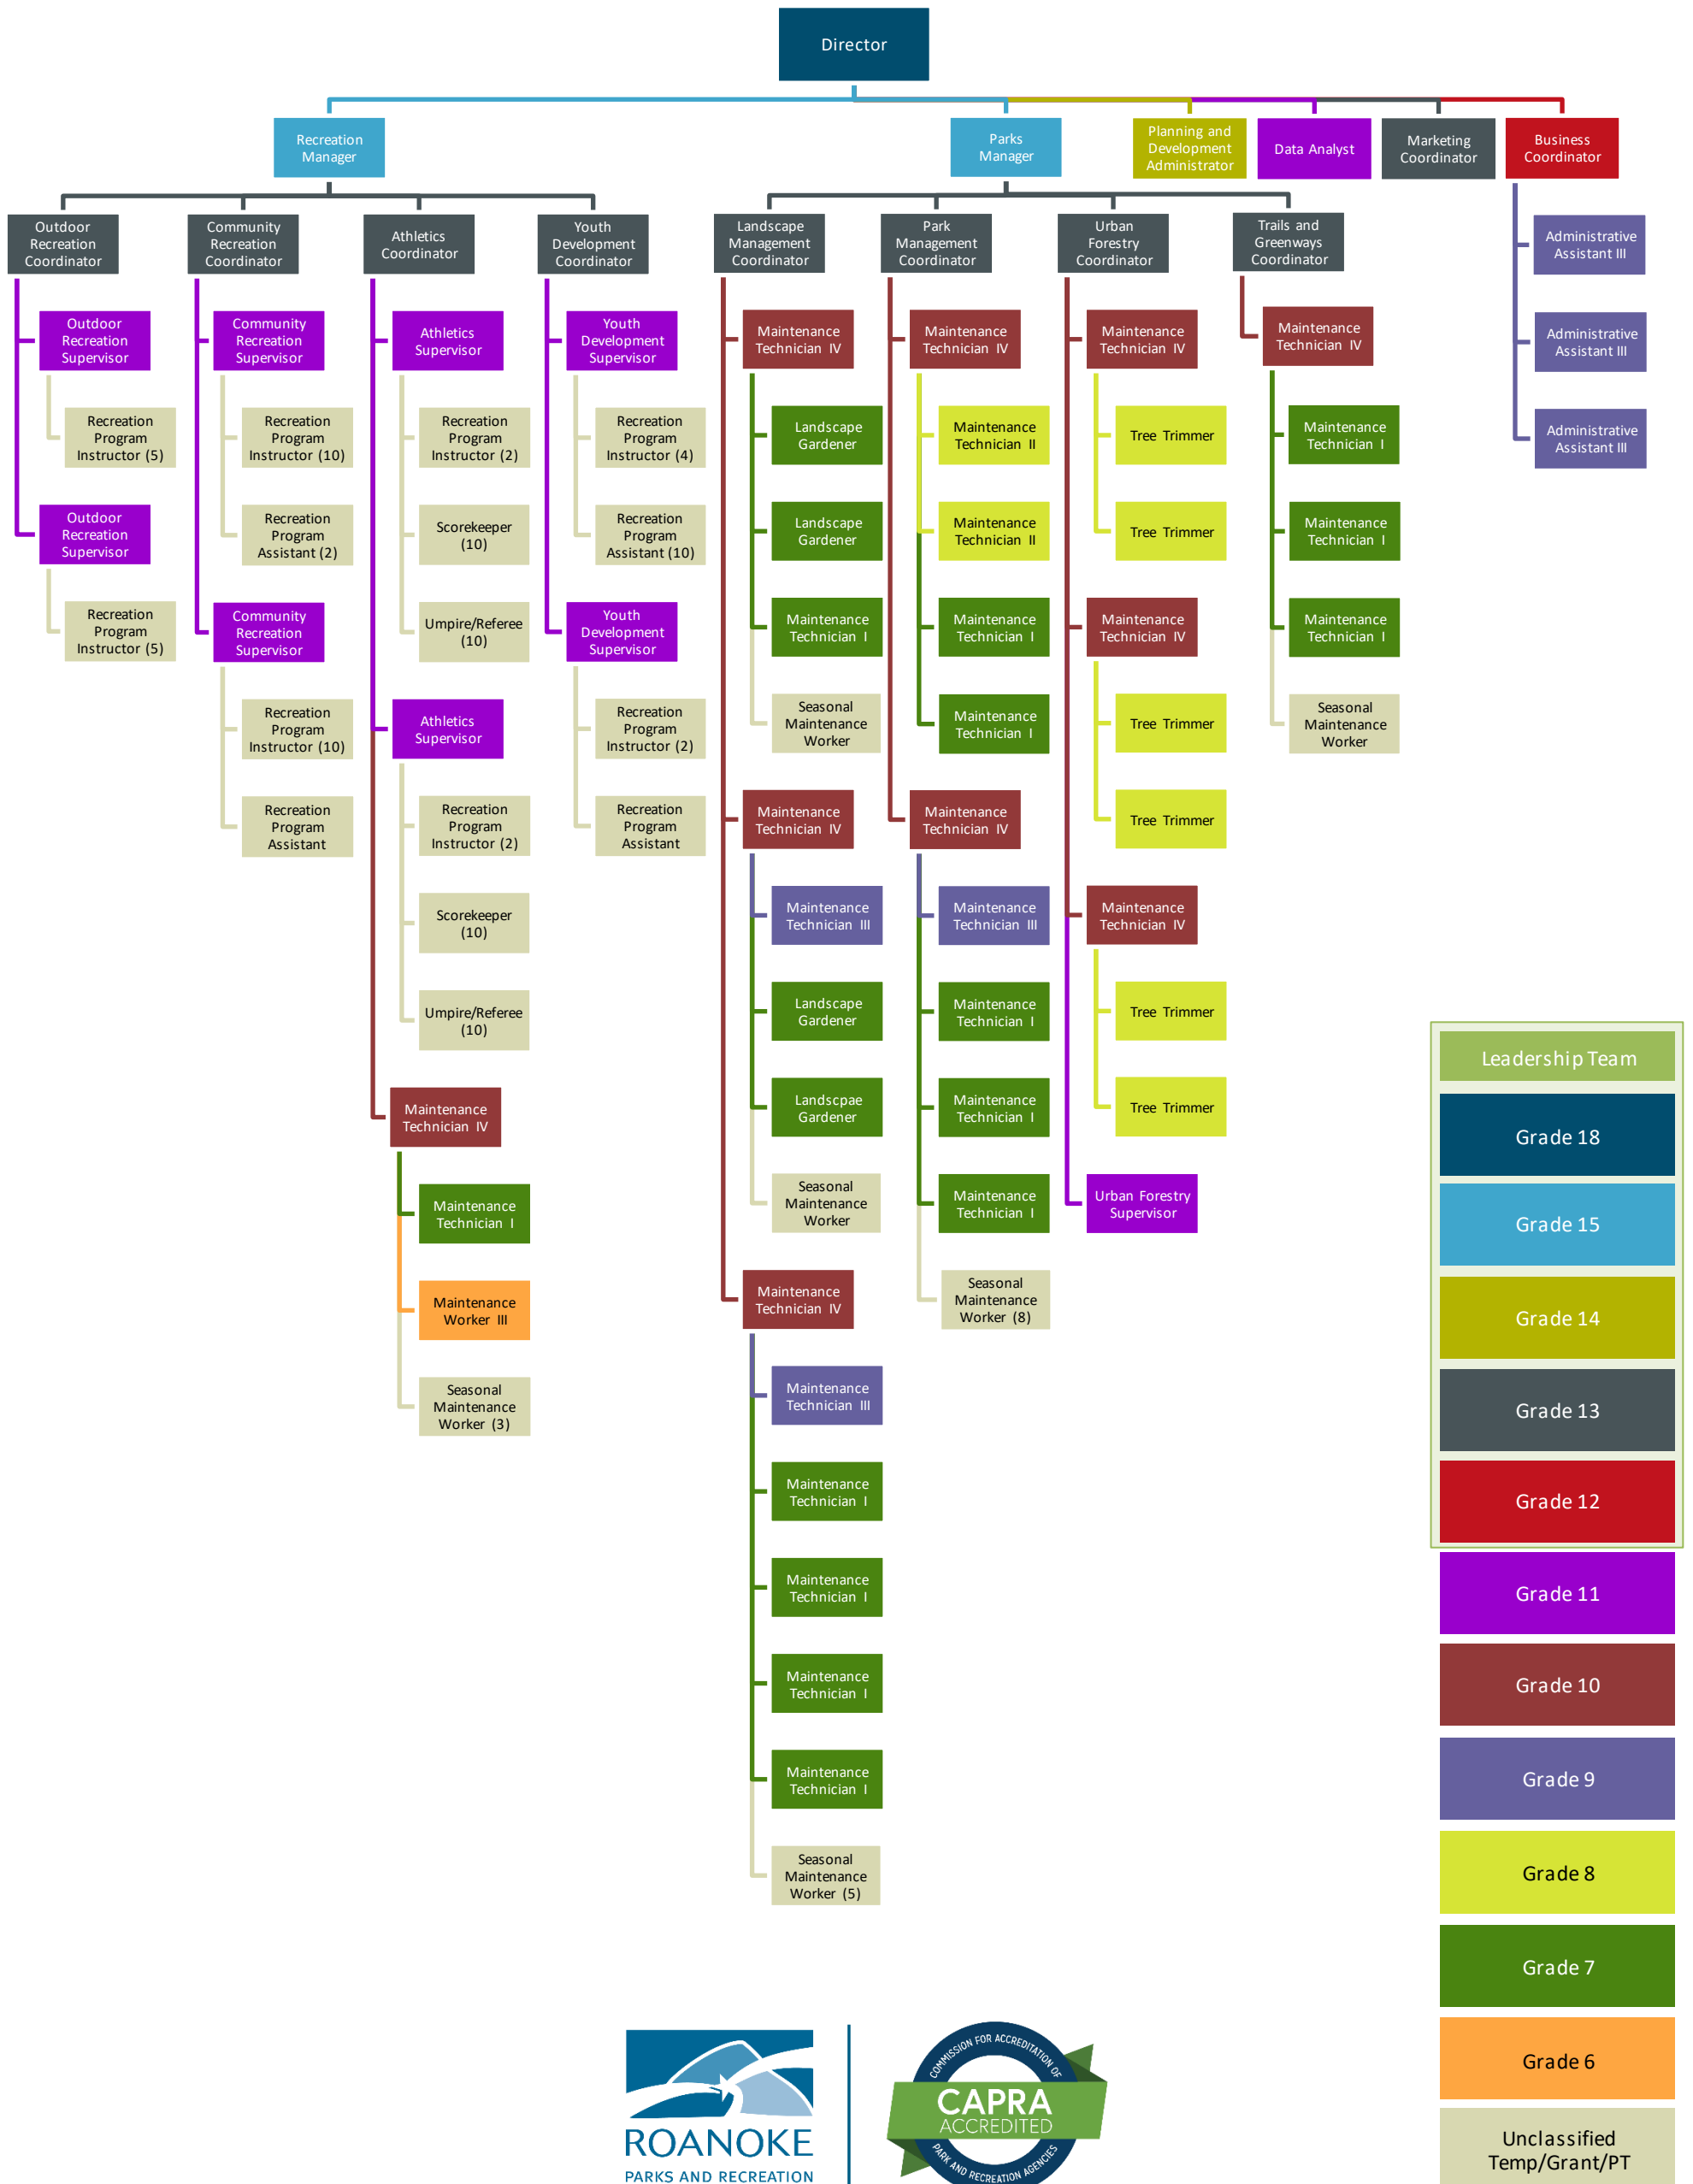 Director
Recreation
Manager
Parks
Manager
Planning and
Development
Administrator
Data Analyst
Marketing
Coordinator
Business
Coordinator
Outdoor
Recreation
Coordinator
Community
Recreation
Coordinator
Athletics
Coordinator
Youth
Development
Coordinator
Landscape
Management
Coordinator
Park
Management
Coordinator
Urban
Forestry
Coordinator
Trails and
Greenways
Coordinator
Outdoor
Recreation
Supervisor
Recreation
Program
Instructor (5)
Outdoor
Recreation
Supervisor
Recreation
Program
Instructor (5)
Community
Recreation
Supervisor
Recreation
Program
Instructor (10)
Recreation
Program
Assistant (2)
Community
Recreation
Supervisor
Recreation
Program
Instructor (10)
Recreation
Program
Assistant
Athletics
Supervisor
Recreation
Program
Instructor (2)
Scorekeeper
(10)
Umpire/Referee
(10)
Athletics
Supervisor
Recreation
Program
Instructor (2)
Scorekeeper
(10)
Umpire/Referee
(10)
Maintenance
Technician IV
Maintenance
Technician I
Maintenance
Worker III
Seasonal
Maintenance
Worker (3)
Youth
Development
Supervisor
Recreation
Program
Instructor (4)
Recreation
Program
Assistant (10)
Youth
Development
Supervisor
Recreation
Program
Instructor (2)
Recreation
Program
Assistant
Maintenance
Technician IV
Landscape
Gardener
Landscape
Gardener
Maintenance
Technician I
Seasonal
Maintenance
Worker
Maintenance
Technician IV
Maintenance
Technician III
Landscape
Gardener
Landscpae
Gardener
Seasonal
Maintenance
Worker
Maintenance
Technician IV
Maintenance
Technician III
Maintenance
Technician I
Maintenance
Technician I
Maintenance
Technician I
Maintenance
Technician I
Seasonal
Maintenance
Worker (5)
Maintenance
Technician IV
Maintenance
Technician II
Maintenance
Technician II
Maintenance
Technician I
Maintenance
Technician I
Maintenance
Technician IV
Maintenance
Technician III
Maintenance
Technician I
Maintenance
Technician I
Maintenance
Technician I
Seasonal
Maintenance
Worker (8)
Maintenance
Technician IV
Tree Trimmer
Tree Trimmer
Maintenance
Technician IV
Tree Trimmer
Tree Trimmer
Maintenance
Technician IV
Tree Trimmer
Tree Trimmer
Urban Forestry
Supervisor
Maintenance
Technician IV
Maintenance
Technician I
Maintenance
Technician I
Maintenance
Technician I
Seasonal
Maintenance
Worker
Administrative
Assistant III
Administrative
Assistant III
Administrative
Assistant III
Leadership Team
Grade 18
Grade 15
Grade 14
Grade 13
Grade 12
Grade 11
Grade 10
Grade 9
Grade 8
Grade 7
Grade 6
Unclassified
Temp/Grant/PT
ROANOKE
PARKS AND RECREATION
COMMISSION FOR ACCREDITATION OF
CAPRA
ACCREDITED
PARK AND RECREATION AGENCIES